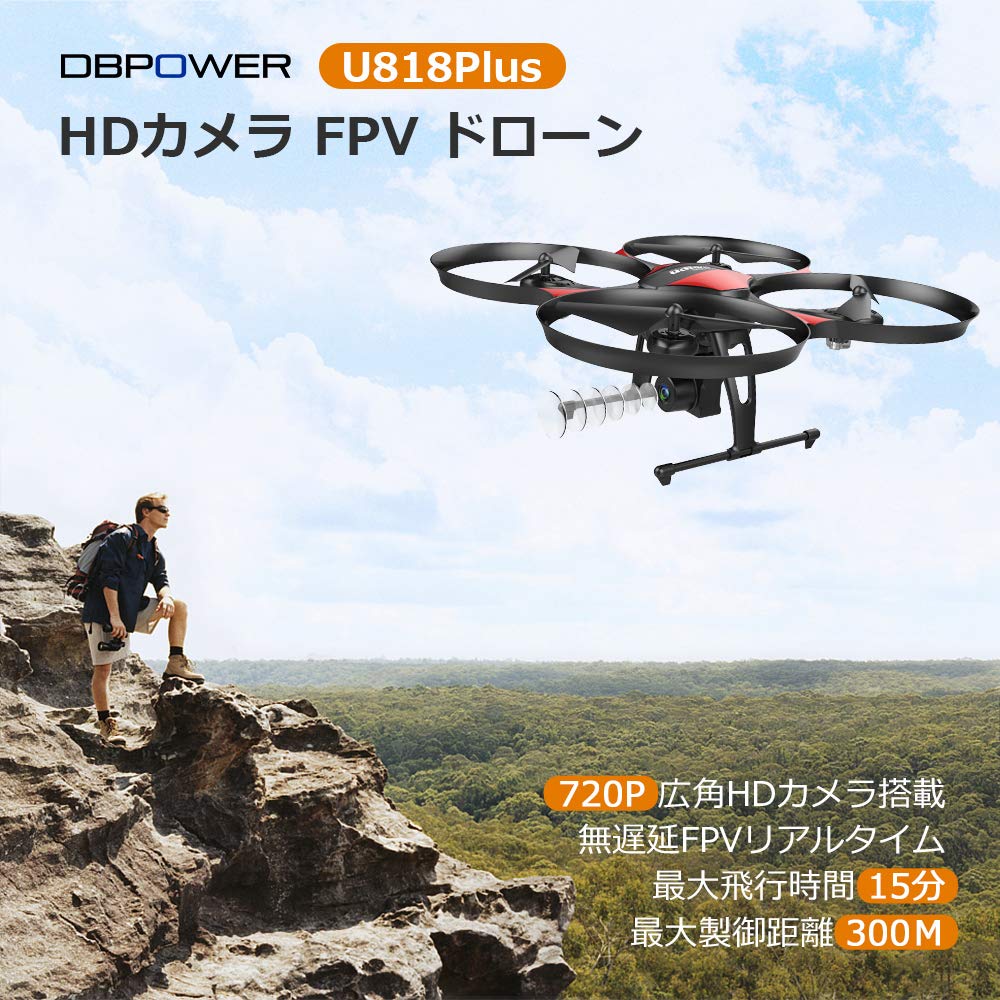 DBPOWER U818Plus
HDカメラ FPV ドローン
720P 広角HDカメラ搭載
無遅延FPVリアルタイム
最大飛行時間 15分
最大製御距離 300M